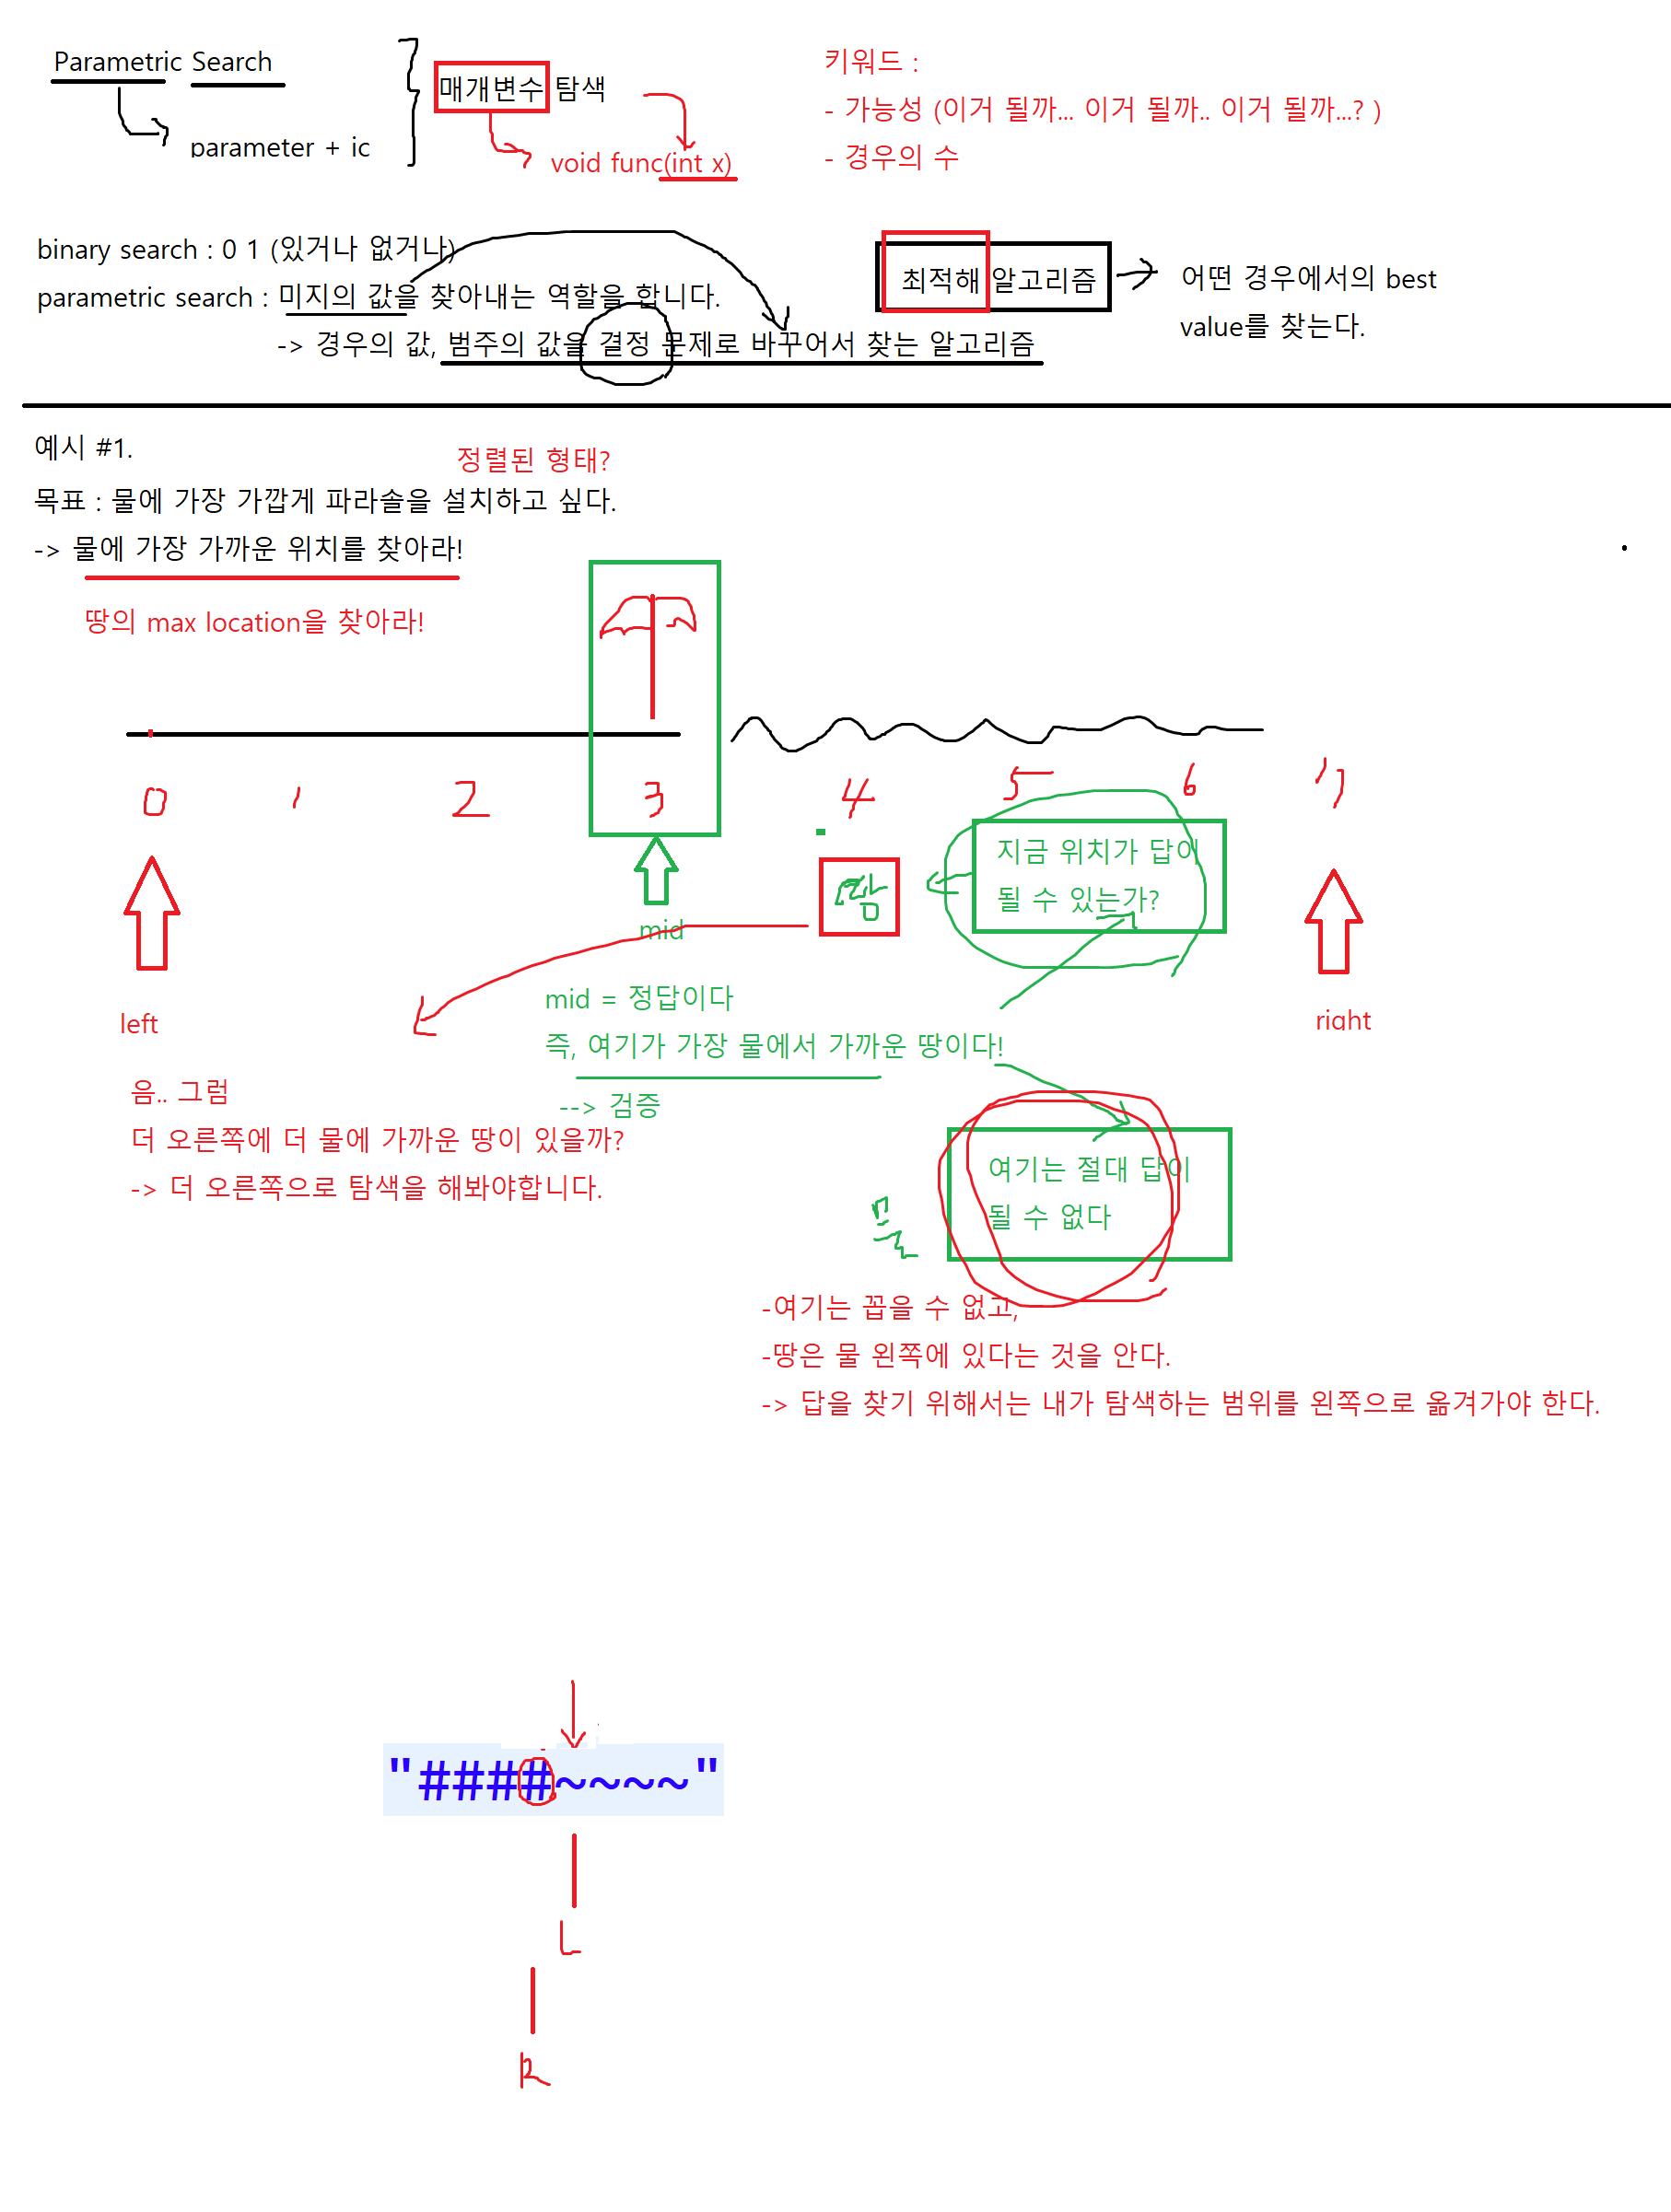 Parametric Search
parameter + ic
매개변수 탐색
void func(int x)
키워드 :
- 가능성 (이거 될까... 이거 될까.. 이거 될까...? )
- 경우의 수
binary search : 0 1 (있거나 없거나)
parametric search : 미지의 값을 찾아내는 역할을 합니다.
-> 경우의 값, 범주의 값을 결정 문제로 바꾸어서 찾는 알고리즘
최적해 알고리즘
어떤 경우에서의 best
value를 찾는다.
예시 #1.
정렬된 형태?
목표 : 물에 가장 가깝게 파라솔을 설치하고 싶다.
-> 물에 가장 가까운 위치를 찾아라!
땅의 max location을 찾아라!
0 1 2 3 4 5 6 7
지금 위치가 답이
될 수 있는가?
땅
mid
left
right
mid = 정답이다
즉, 여기가 가장 물에서 가까운 땅이다!
--> 검증
음.. 그럼
더 오른쪽에 더 물에 가까운 땅이 있을까?
-> 더 오른쪽으로 탐색을 해봐야합니다.
여기는 절대 답이
될 수 없다
물
-여기는 꼽을 수 없고,
-땅은 물 왼쪽에 있다는 것을 안다.
-> 답을 찾기 위해서는 내가 탐색하는 범위를 왼쪽으로 옮겨가야 한다.
"####~~~~"
L
R